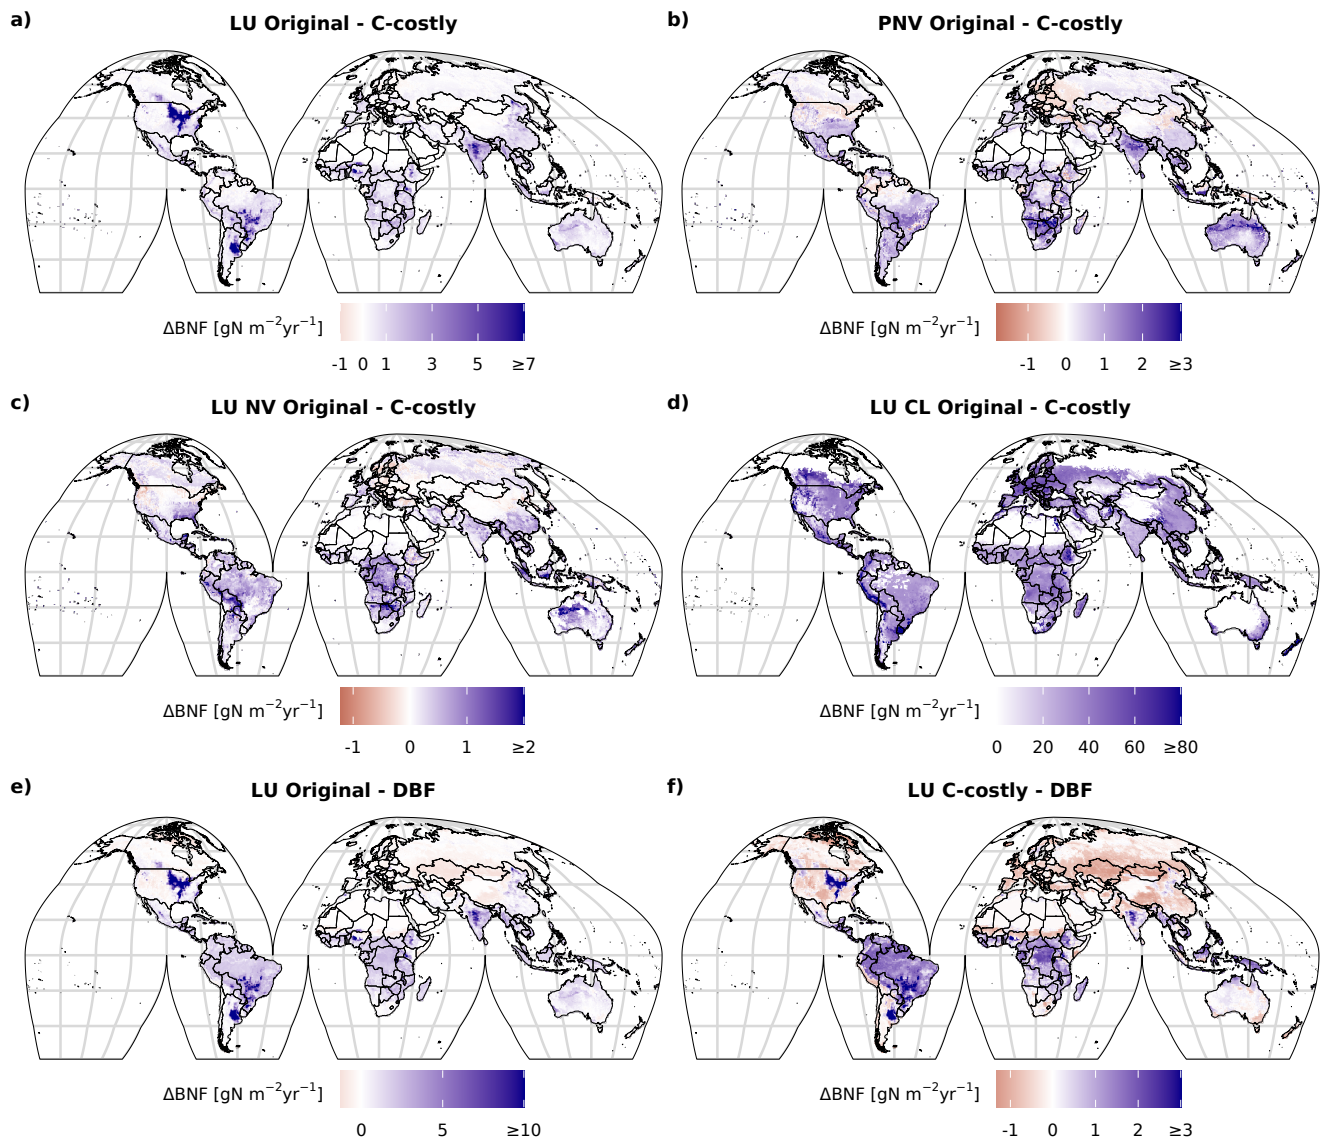 a) LU Original - C-costly
ΔBNF [gN m⁻²yr⁻¹]
-1 0 1 3 5 ≥7
b) PNV Original - C-costly
ΔBNF [gN m⁻²yr⁻¹]
-1 0 1 2 ≥3
c) LU NV Original - C-costly
ΔBNF [gN m⁻²yr⁻¹]
-1 0 1 ≥2
d) LU CL Original - C-costly
ΔBNF [gN m⁻²yr⁻¹]
0 20 40 60 ≥80
e) LU Original - DBF
ΔBNF [gN m⁻²yr⁻¹]
0 5 ≥10
f) LU C-costly - DBF
ΔBNF [gN m⁻²yr⁻¹]
-1 0 1 2 ≥3